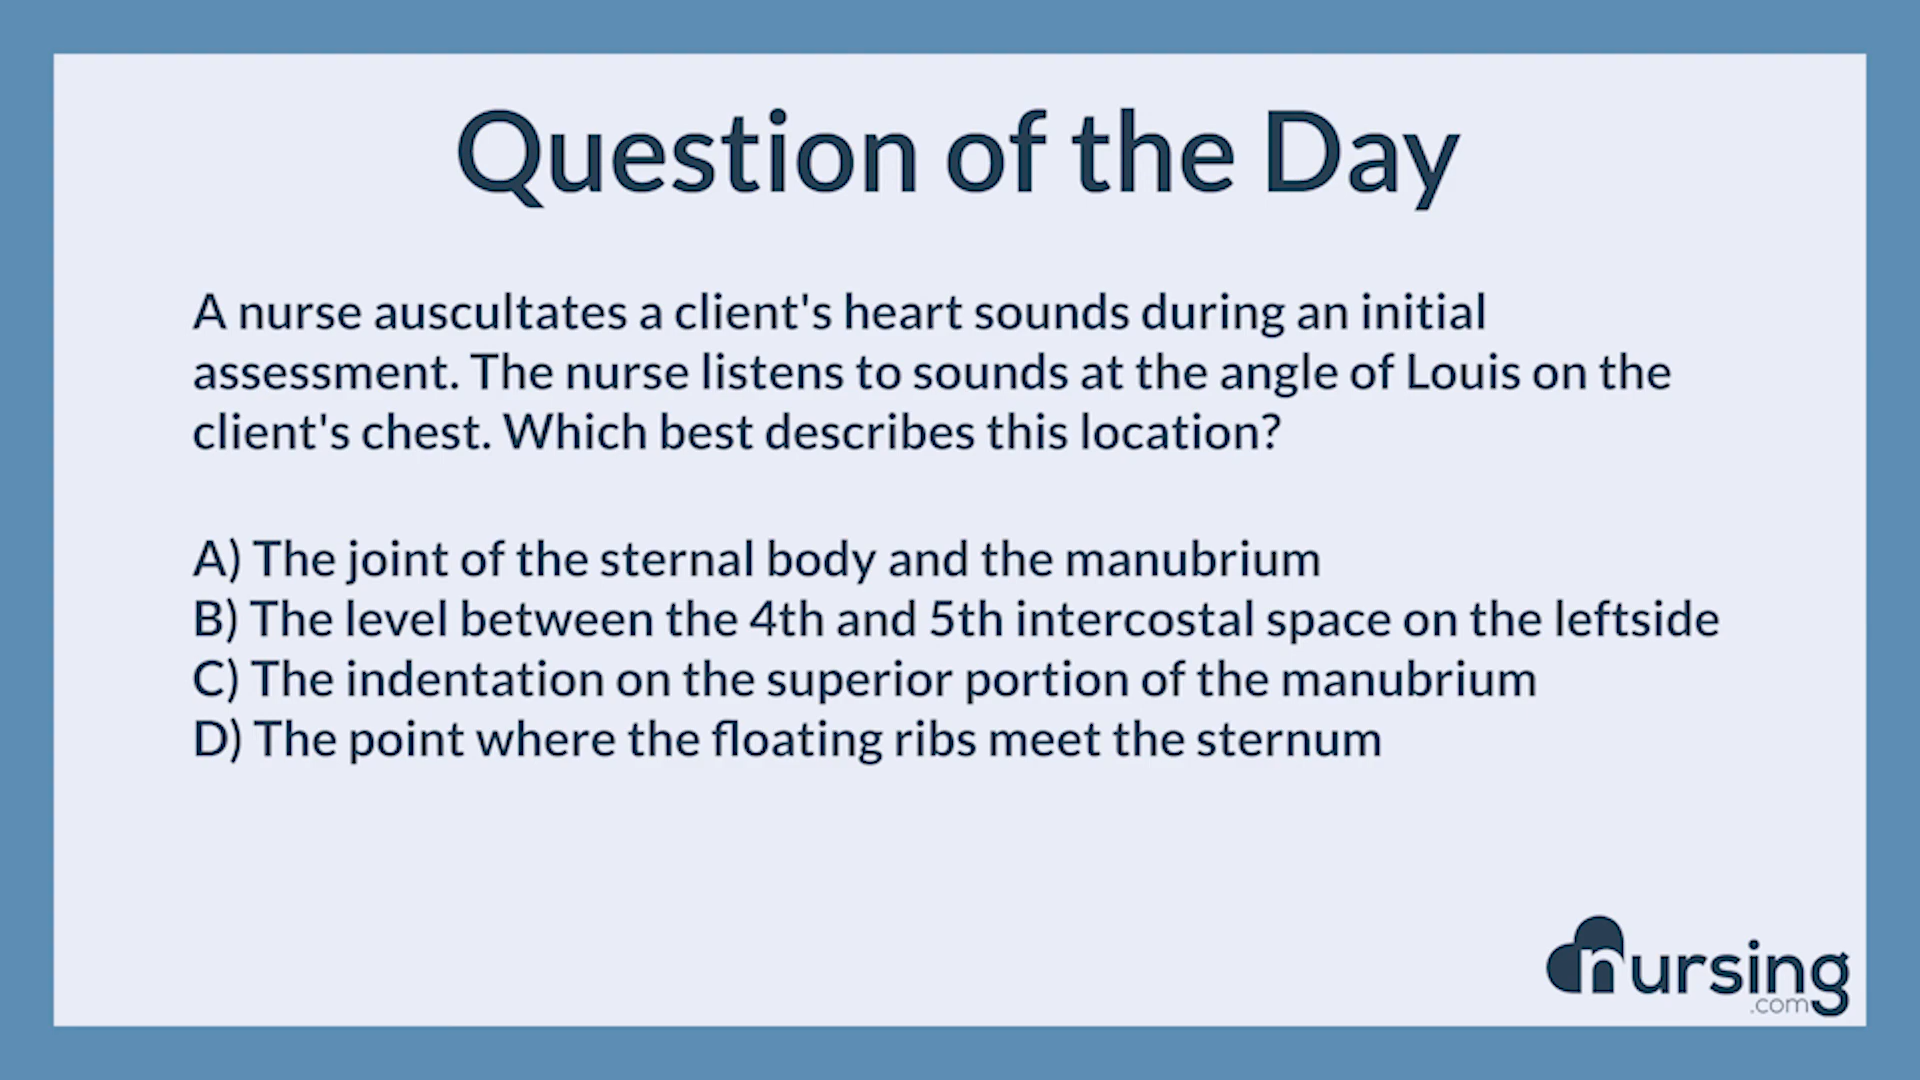 Question of the Day
A nurse auscultates a client's heart sounds during an initial
assessment. The nurse listens to sounds at the angle of Louis on the
client's chest. Which best describes this location?
A) The joint of the sternal body and the manubrium
B) The level between the 4th and 5th intercostal space on the leftside
C) The indentation on the superior portion of the manubrium
D) The point where the floating ribs meet the sternum
nursing
.com